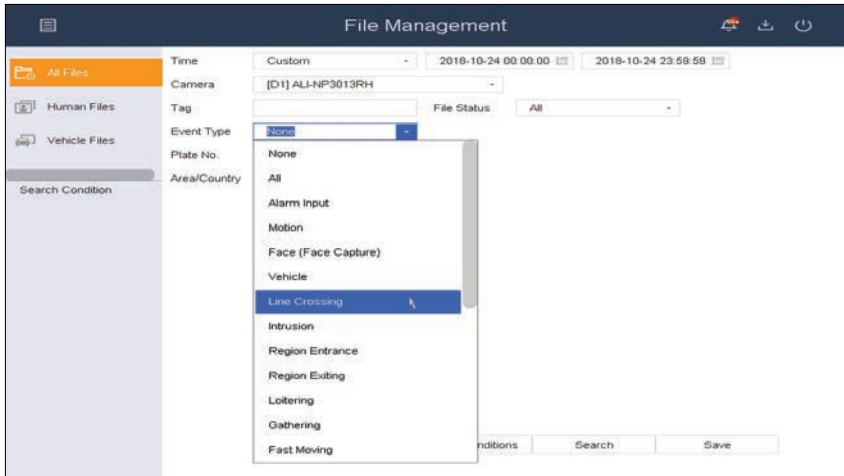 File Management
All Files
Human Files
Vehicle Files
Search Condition
Time Custom 2018-10-24 00:00:00 2018-10-24 23:59:59
Camera [D1] ALI-NP3013RH
Tag File Status All
Event Type None
Plate No.
Area/Country
None
All
Alarm Input
Motion
Face (Face Capture)
Vehicle
Line Crossing
Intrusion
Region Entrance
Region Exiting
Loitering
Gathering
Fast Moving
nditions Search Save